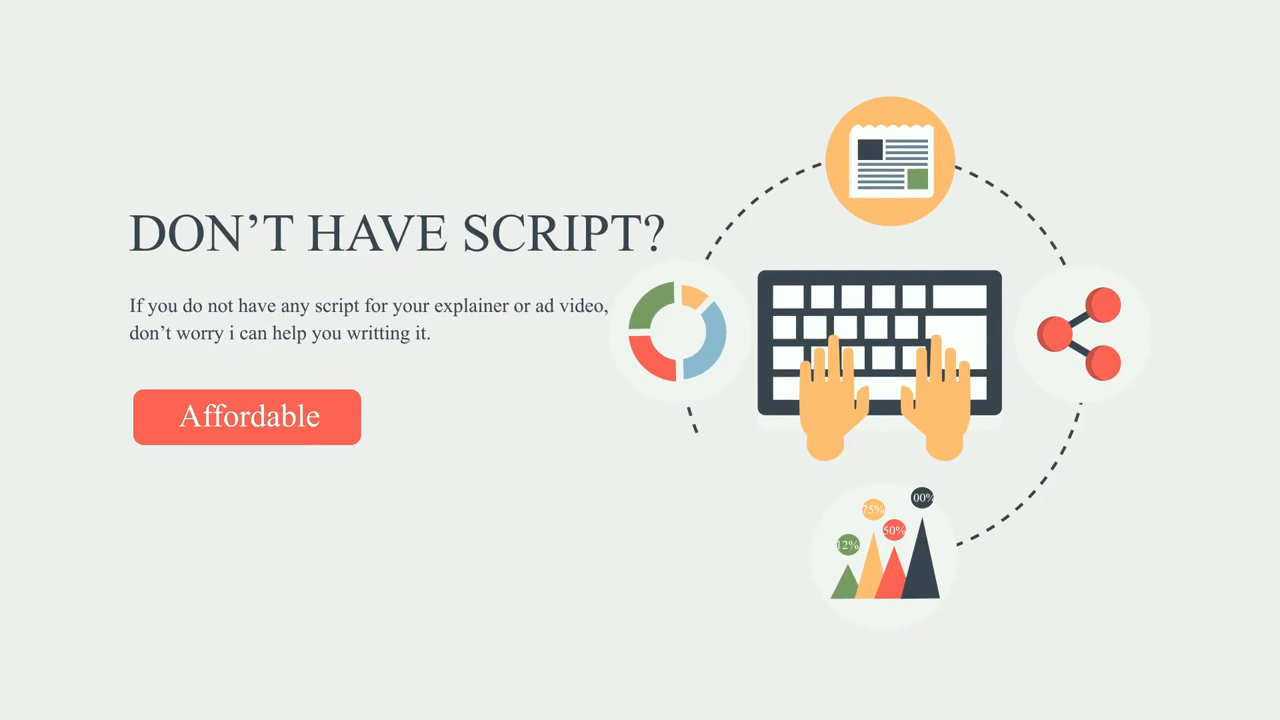 DON’T HAVE SCRIPT?
If you do not have any script for your explainer or ad video,
don’t worry i can help you writting it.
Affordable
00%
75%
50%
12%